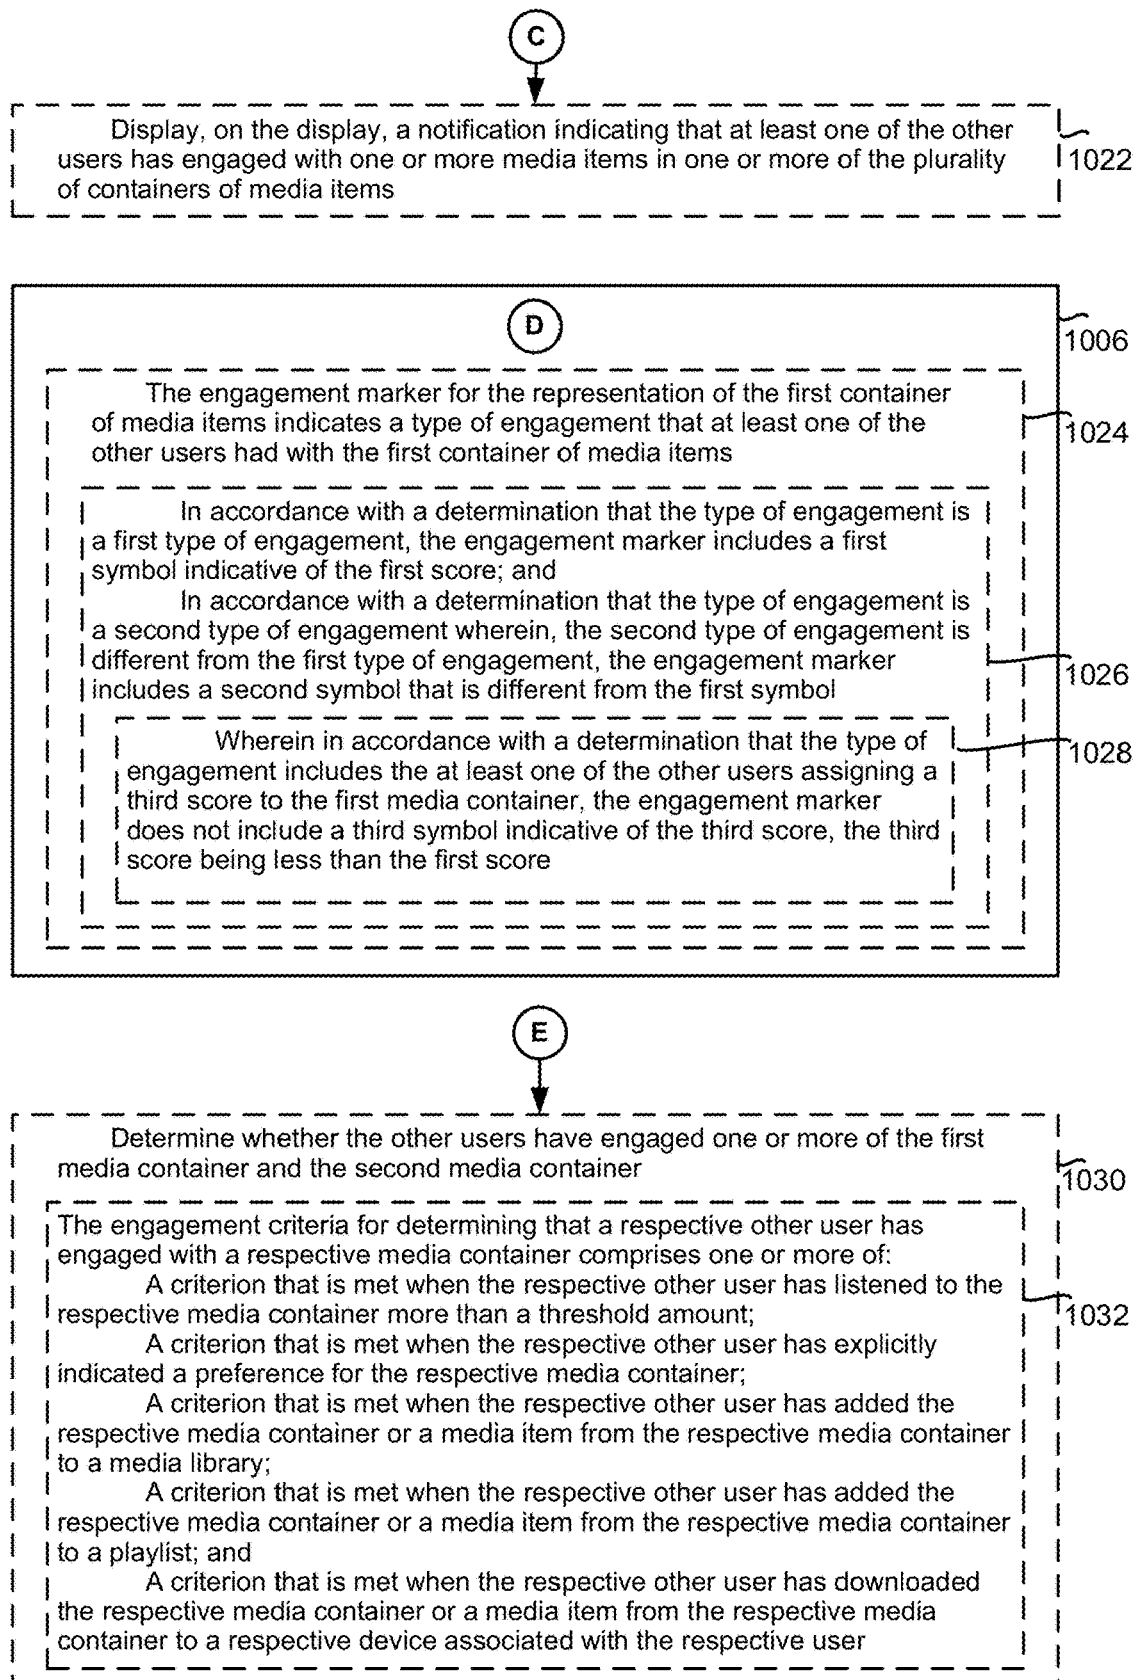 C
Display, on the display, a notification indicating that at least one of the other
users has engaged with one or more media items in one or more of the plurality
of containers of media items
1022
D
1006
The engagement marker for the representation of the first container
of media items indicates a type of engagement that at least one of the
other users had with the first container of media items
1024
In accordance with a determination that the type of engagement is
a first type of engagement, the engagement marker includes a first
symbol indicative of the first score; and
In accordance with a determination that the type of engagement is
a second type of engagement wherein, the second type of engagement is
different from the first type of engagement, the engagement marker
includes a second symbol that is different from the first symbol
1026
Wherein in accordance with a determination that the type of
engagement includes the at least one of the other users assigning a
third score to the first media container, the engagement marker
does not include a third symbol indicative of the third score, the third
score being less than the first score
1028
E
Determine whether the other users have engaged one or more of the first
media container and the second media container
1030
The engagement criteria for determining that a respective other user has
engaged with a respective media container comprises one or more of:
A criterion that is met when the respective other user has listened to the
respective media container more than a threshold amount;
1032
A criterion that is met when the respective other user has explicitly
indicated a preference for the respective media container;
A criterion that is met when the respective other user has added the
respective media container or a media item from the respective media container
to a media library;
A criterion that is met when the respective other user has added the
respective media container or a media item from the respective media container
to a playlist; and
A criterion that is met when the respective other user has downloaded
the respective media container or a media item from the respective media
container to a respective device associated with the respective user